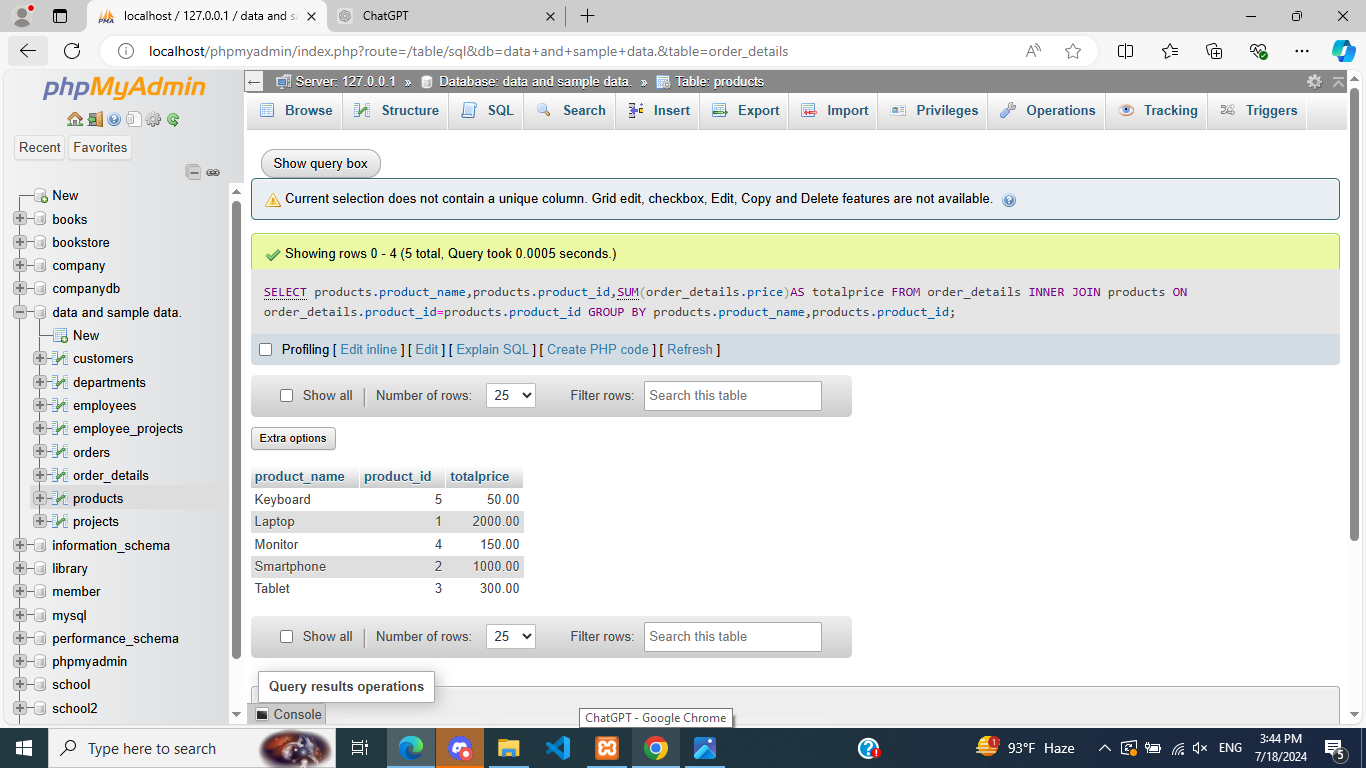 localhost / 127.0.0.1 / data and sa
ChatGPT
localhost/phpmyadmin/index.php?route=/table/sql&db=data+and+sample+data.&table=order_details
phpMyAdmin
Recent
Favorites
New
books
bookstore
company
companydb
data and sample data.
New
customers
departments
employees
employee_projects
orders
order_details
products
projects
information_schema
library
member
mysql
performance_schema
phpmyadmin
school
school2
Server: 127.0.0.1 » Database: data and sample data. » Table: products
Browse Structure SQL Search Insert Export Import Privileges Operations Tracking Triggers
Show query box
Current selection does not contain a unique column. Grid edit, checkbox, Edit, Copy and Delete features are not available.
Showing rows 0 - 4 (5 total, Query took 0.0005 seconds.)
SELECT products.product_name,products.product_id,SUM(order_details.price)AS totalprice FROM order_details INNER JOIN products ON
order_details.product_id=products.product_id GROUP BY products.product_name,products.product_id;
Profiling [ Edit inline ] [ Edit ] [ Explain SQL ] [ Create PHP code ] [ Refresh ]
Show all Number of rows: 25 Filter rows: Search this table
Extra options
product_name product_id totalprice
Keyboard 5 50.00
Laptop 1 2000.00
Monitor 4 150.00
Smartphone 2 1000.00
Tablet 3 300.00
Show all Number of rows: 25 Filter rows: Search this table
Query results operations
Console
ChatGPT - Google Chrome
Type here to search
93°F Haze
ENG
3:44 PM
7/18/2024
5